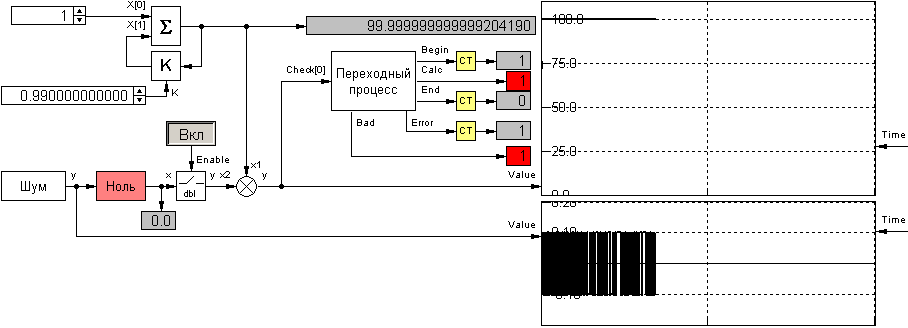 X[0]
1
X[1]
Σ
99.999999999999204190
100.0
Begin
CT
1
K
Check[0]
Переходный
процесс
Calc
1
75.0
0.990000000000
K
End
CT
0
50.0
Вкл
Bad
Error
CT
1
Time
Enable
x1
1
25.0
Шум
y
Ноль
x
dbl
y
x2
y
Value
0.0
0.0
0.20
Value
0.10
Time
-0.10